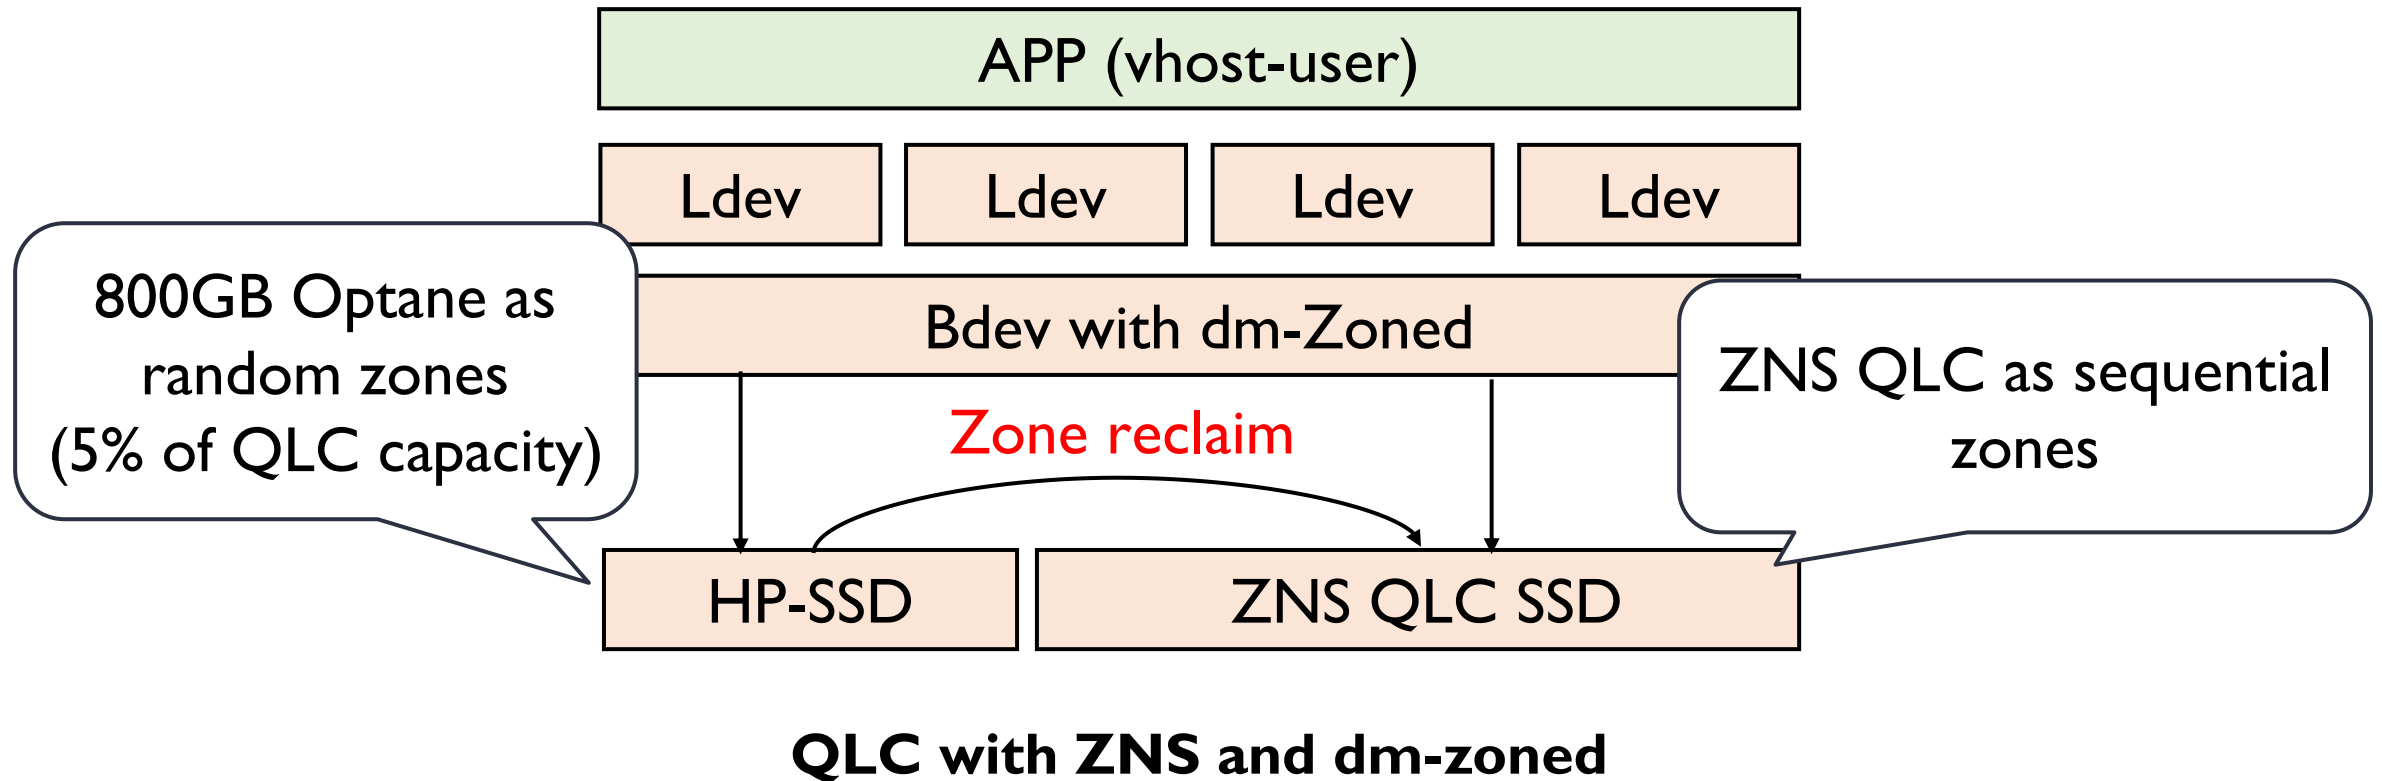 APP (vhost-user)
Ldev
Ldev
Ldev
Ldev
800GB Optane as
random zones
(5% of QLC capacity)
Bdev with dm-Zoned
ZNS QLC as sequential
zones
Zone reclaim
HP-SSD
ZNS QLC SSD
QLC with ZNS and dm-zoned